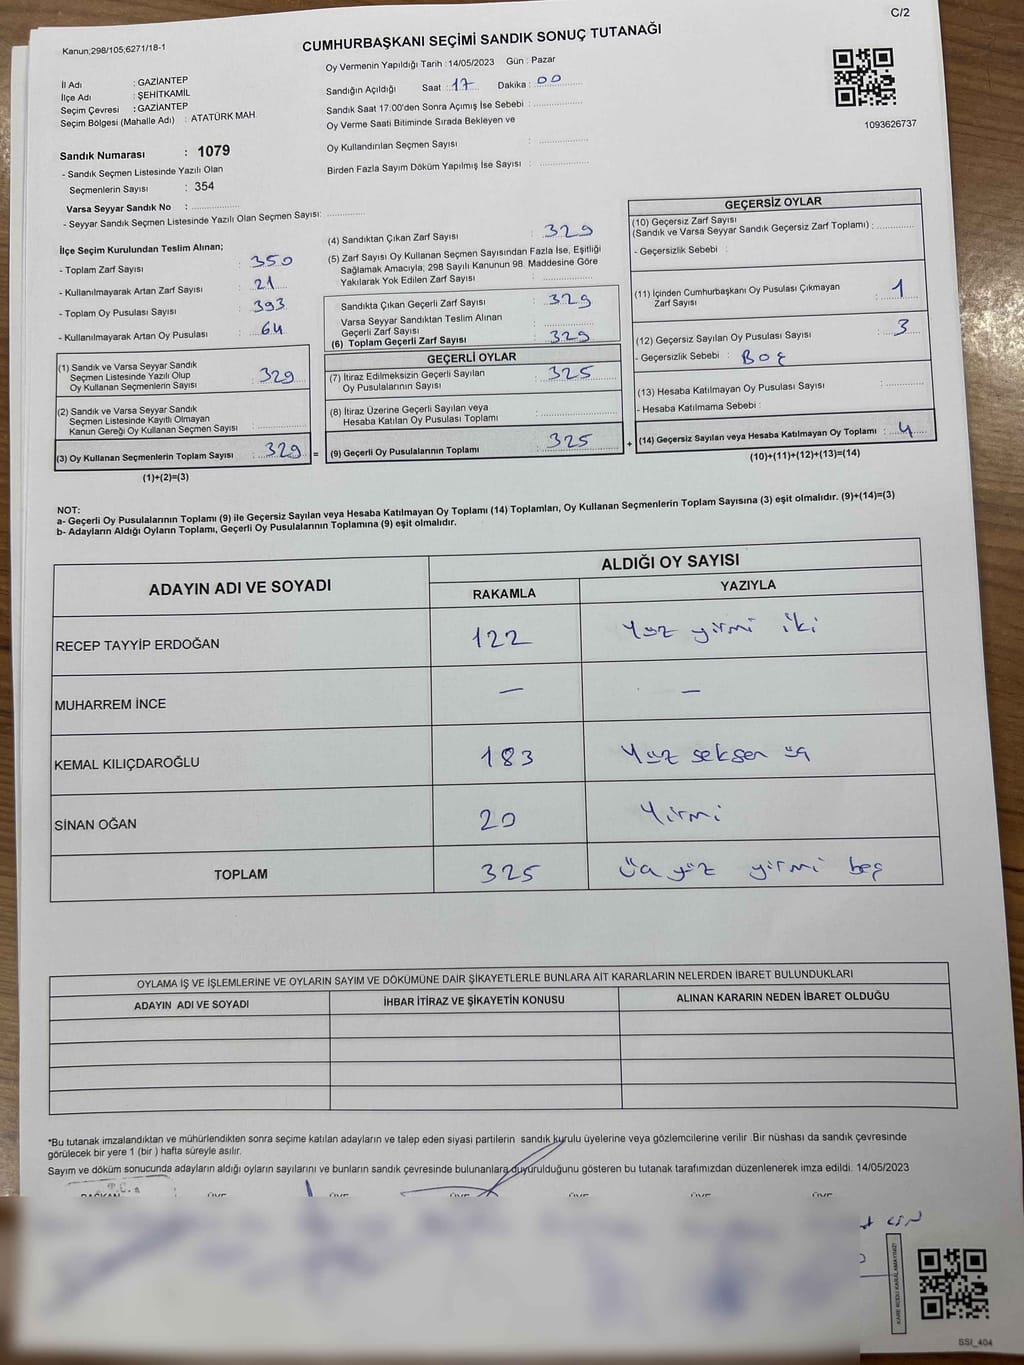 C/2
Kanun;298/105;6271/18-1
CUMHURBAŞKANI SEÇİMİ SANDIK SONUÇ TUTANAĞI
İl Adı : GAZİANTEP
İlçe Adı : ŞEHİTKAMİL
Seçim Çevresi : GAZİANTEP
Seçim Bölgesi (Mahalle Adı) : ATATÜRK MAH
Oy Vermenin Yapıldığı Tarih : 14/05/2023 Gün : Pazar
Sandığın Açıldığı Saat : 17 Dakika : 00
Sandık Saat 17:00'den Sonra Açmış İse Sebebi :
Oy Verme Saati Bitiminde Sırada Bekleyen ve
Oy Kullandırılan Seçmen Sayısı :
Birden Fazla Sayım Döküm Yapılmış İse Sayısı :
1093626737
Sandık Numarası : 1079
- Sandık Seçmen Listesinde Yazılı Olan
Seçmenlerin Sayısı : 354
Varsa Seyyar Sandık No :
- Seyyar Sandık Seçmen Listesinde Yazılı Olan Seçmen Sayısı:
İlçe Seçim Kurulundan Teslim Alınan;
- Toplam Zarf Sayısı : 350
- Kullanılmayarak Artan Zarf Sayısı : 21
- Toplam Oy Pusulası Sayısı : 393
- Kullanılmayarak Artan Oy Pusulası : 64
(1) Sandık ve Varsa Seyyar Sandık
Seçmen Listesinde Yazılı Olup
Oy Kullanan Seçmenlerin Sayısı : 329
(2) Sandık ve Varsa Seyyar Sandık
Seçmen Listesinde Kayıtlı Olmayan
Kanun Gereği Oy Kullanan Seçmen Sayısı :
(3) Oy Kullanan Seçmenlerin Toplam Sayısı : 329 =
(1)+(2)=(3)
(4) Sandıktan Çıkan Zarf Sayısı : 329
(5) Zarf Sayısı Oy Kullanan Seçmen Sayısından Fazla İse, Eşitliği
Sağlamak Amacıyla; 298 Sayılı Kanunun 98. Maddesine Göre
Yakılarak Yok Edilen Zarf Sayısı :
Sandıkta Çıkan Geçerli Zarf Sayısı : 329
Varsa Seyyar Sandıktan Teslim Alınan
Geçerli Zarf Sayısı :
(6) Toplam Geçerli Zarf Sayısı : 329
GEÇERLİ OYLAR
(7) İtiraz Edilmeksizin Geçerli Sayılan
Oy Pusulalarının Sayısı : 325
(8) İtiraz Üzerine Geçerli Sayılan veya
Hesaba Katılan Oy Pusulası Toplamı :
(9) Geçerli Oy Pusulalarının Toplamı : 325 +
GEÇERSİZ OYLAR
(10) Geçersiz Zarf Sayısı
(Sandık ve Varsa Seyyar Sandık Geçersiz Zarf Toplamı) :
- Geçersizlik Sebebi :
(11) İçinden Cumhurbaşkanı Oy Pusulası Çıkmayan
Zarf Sayısı : 1
(12) Geçersiz Sayılan Oy Pusulası Sayısı : 3
- Geçersizlik Sebebi : Boş
(13) Hesaba Katılmayan Oy Pusulası Sayısı :
- Hesaba Katılmama Sebebi :
(14) Geçersiz Sayılan veya Hesaba Katılmayan Oy Toplamı : 4
(10)+(11)+(12)+(13)=(14)
NOT:
a- Geçerli Oy Pusulalarının Toplamı (9) ile Geçersiz Sayılan veya Hesaba Katılmayan Oy Toplamı (14) Toplamları, Oy Kullanan Seçmenlerin Toplam Sayısına (3) eşit olmalıdır. (9)+(14)=(3)
b- Adayların Aldığı Oyların Toplamı, Geçerli Oy Pusulalarının Toplamına (9) eşit olmalıdır.
ADAYIN ADI VE SOYADI
ALDIĞI OY SAYISI
RAKAMLA YAZIYLA
RECEP TAYYİP ERDOĞAN 122 Yüz yirmi iki
MUHARREM İNCE — —
KEMAL KILIÇDAROĞLU 183 Yüz seksen üç
SİNAN OĞAN 20 Yirmi
TOPLAM 325 üç yüz yirmi beş
OYLAMA İŞ VE İŞLEMLERİNE VE OYLARIN SAYIM VE DÖKÜMÜNE DAİR ŞİKAYETLERLE BUNLARA AİT KARARLARIN NELERDEN İBARET BULUNDUKLARI
ADAYIN ADI VE SOYADI İHBAR İTİRAZ VE ŞİKAYETİN KONUSU ALINAN KARARIN NEDEN İBARET OLDUĞU
*Bu tutanak imzalandıktan ve mühürlendikten sonra seçime katılan adayların ve talep eden siyasi partilerin sandık kurulu üyelerine veya gözlemcilerine verilir .Bir nüshası da sandık çevresinde
görülecek bir yere 1 (bir ) hafta süreyle asılır.
Sayım ve döküm sonucunda adayların aldığı oyların sayılarını ve bunların sandık çevresinde bulunanlara duyurulduğunu gösteren bu tutanak tarafımızdan düzenlenerek imza edildi. 14/05/2023
T.C.
BAŞKAN ÜYE ÜYE ÜYE ÜYE ÜYE ÜYE
SSI_404